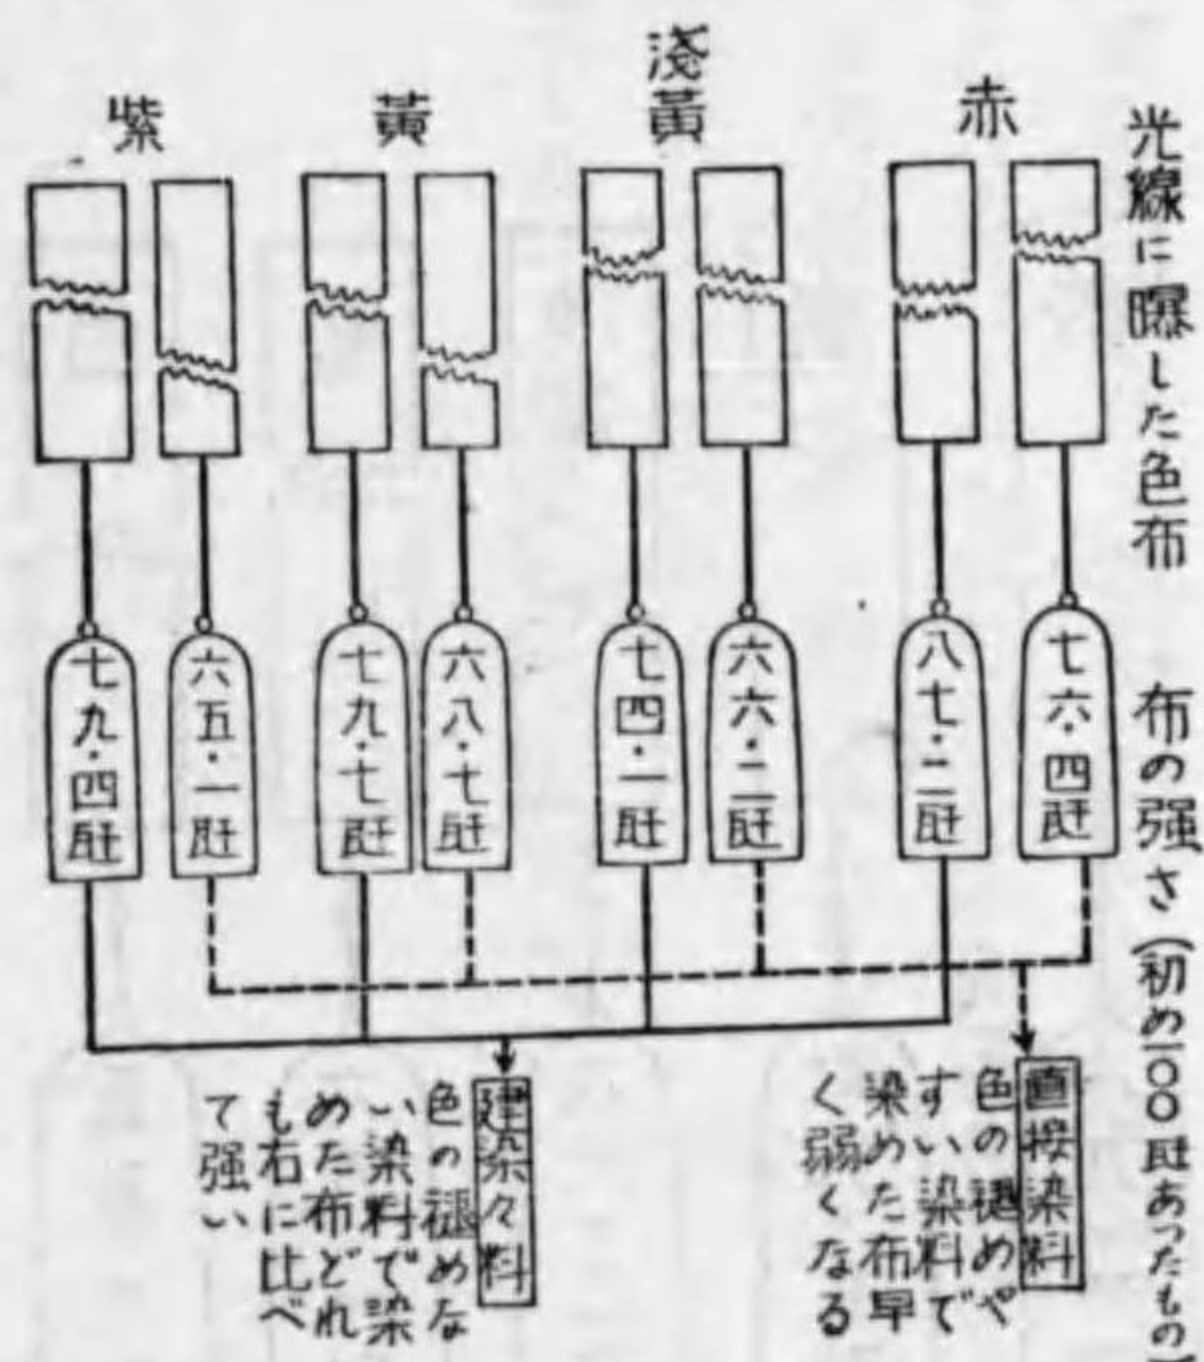 光線に曝した色布　布の强さ（初め一〇〇瓩あつたもの）
赤
淺黃
黃
紫
七六・四瓩
八七・二瓩
六六・二瓩
七四・一瓩
六八・七瓩
七九・七瓩
六五・一瓩
七九・四瓩
直接染料
色の褪めや
すい染料で
染めた布早
く弱くなる
建染々料
色の褪めな
い染料で染
めた布どれ
も右に比べ
て强い